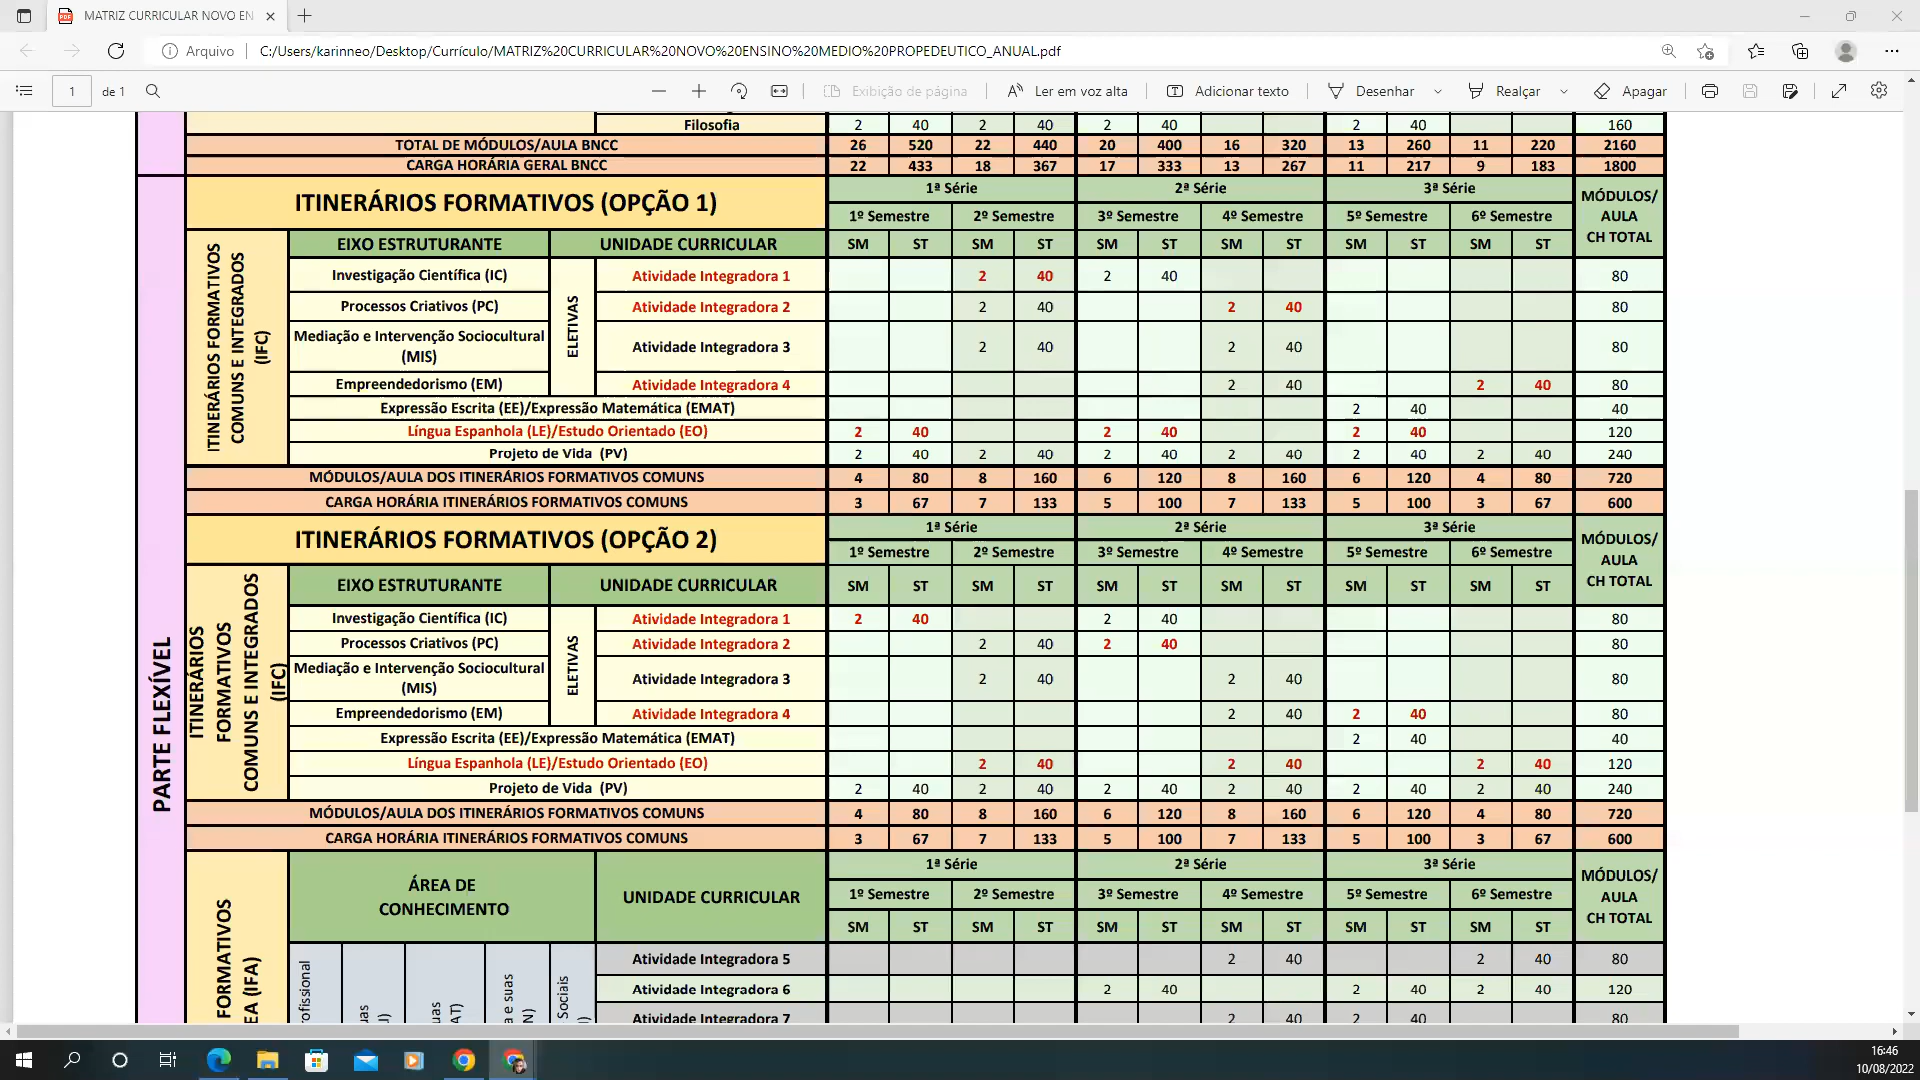 MATRIZ CURRICULAR NOVO EN
Arquivo C:/Users/karinneo/Desktop/Currículo/MATRIZ%20CURRICULAR%20NOVO%20ENSINO%20MEDIO%20PROPEDEUTICO_ANUAL.pdf
1 de 1 Exibição de página Ler em voz alta Adicionar texto Desenhar Realçar Apagar
Filosofia 2 40 2 40 2 40 2 40 160
TOTAL DE MÓDULOS/AULA BNCC 26 520 22 440 20 400 16 320 13 260 11 220 2160
CARGA HORÁRIA GERAL BNCC 22 433 18 367 17 333 13 267 11 217 9 183 1800
PARTE FLEXÍVEL
ITINERÁRIOS FORMATIVOS (OPÇÃO 1) 1ª Série 2ª Série 3ª Série MÓDULOS/ AULA CH TOTAL
1º Semestre 2º Semestre 3º Semestre 4º Semestre 5º Semestre 6º Semestre
ITINERÁRIOS FORMATIVOS COMUNS E INTEGRADOS (IFC)
EIXO ESTRUTURANTE UNIDADE CURRICULAR SM ST SM ST SM ST SM ST SM ST SM ST
ELETIVAS
Investigação Científica (IC) Atividade Integradora 1 2 40 2 40 80
Processos Criativos (PC) Atividade Integradora 2 2 40 2 40 80
Mediação e Intervenção Sociocultural (MIS) Atividade Integradora 3 2 40 2 40 80
Empreendedorismo (EM) Atividade Integradora 4 2 40 2 40 80
Expressão Escrita (EE)/Expressão Matemática (EMAT) 2 40 40
Língua Espanhola (LE)/Estudo Orientado (EO) 2 40 2 40 2 40 120
Projeto de Vida (PV) 2 40 2 40 2 40 2 40 2 40 2 40 240
MÓDULOS/AULA DOS ITINERÁRIOS FORMATIVOS COMUNS 4 80 8 160 6 120 8 160 6 120 4 80 720
CARGA HORÁRIA ITINERÁRIOS FORMATIVOS COMUNS 3 67 7 133 5 100 7 133 5 100 3 67 600
ITINERÁRIOS FORMATIVOS (OPÇÃO 2) 1ª Série 2ª Série 3ª Série MÓDULOS/ AULA CH TOTAL
1º Semestre 2º Semestre 3º Semestre 4º Semestre 5º Semestre 6º Semestre
ITINERÁRIOS FORMATIVOS COMUNS E INTEGRADOS (IFC)
EIXO ESTRUTURANTE UNIDADE CURRICULAR SM ST SM ST SM ST SM ST SM ST SM ST
ELETIVAS
Investigação Científica (IC) Atividade Integradora 1 2 40 2 40 80
Processos Criativos (PC) Atividade Integradora 2 2 40 2 40 80
Mediação e Intervenção Sociocultural (MIS) Atividade Integradora 3 2 40 2 40 80
Empreendedorismo (EM) Atividade Integradora 4 2 40 2 40 80
Expressão Escrita (EE)/Expressão Matemática (EMAT) 2 40 40
Língua Espanhola (LE)/Estudo Orientado (EO) 2 40 2 40 2 40 120
Projeto de Vida (PV) 2 40 2 40 2 40 2 40 2 40 2 40 240
MÓDULOS/AULA DOS ITINERÁRIOS FORMATIVOS COMUNS 4 80 8 160 6 120 8 160 6 120 4 80 720
CARGA HORÁRIA ITINERÁRIOS FORMATIVOS COMUNS 3 67 7 133 5 100 7 133 5 100 3 67 600
FORMATIVOS
EA (IFA)
ÁREA DE CONHECIMENTO UNIDADE CURRICULAR 1ª Série 2ª Série 3ª Série MÓDULOS/ AULA CH TOTAL
1º Semestre 2º Semestre 3º Semestre 4º Semestre 5º Semestre 6º Semestre
SM ST SM ST SM ST SM ST SM ST SM ST
ofissional
uas
uas
AT)
a e suas
N)
Sociais
Atividade Integradora 5 2 40 2 40 80
Atividade Integradora 6 2 40 2 40 2 40 120
Atividade Integradora 7 2 40 2 40 80
16:46
10/08/2022